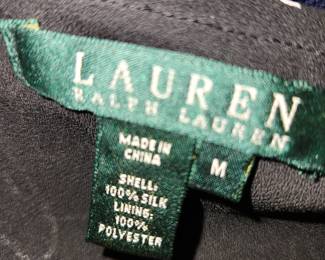 LAUREN
RALPH LAUREN
MADE IN
CHINA
M
SHELL:
100% SILK
LINING:
100%
POLYESTER